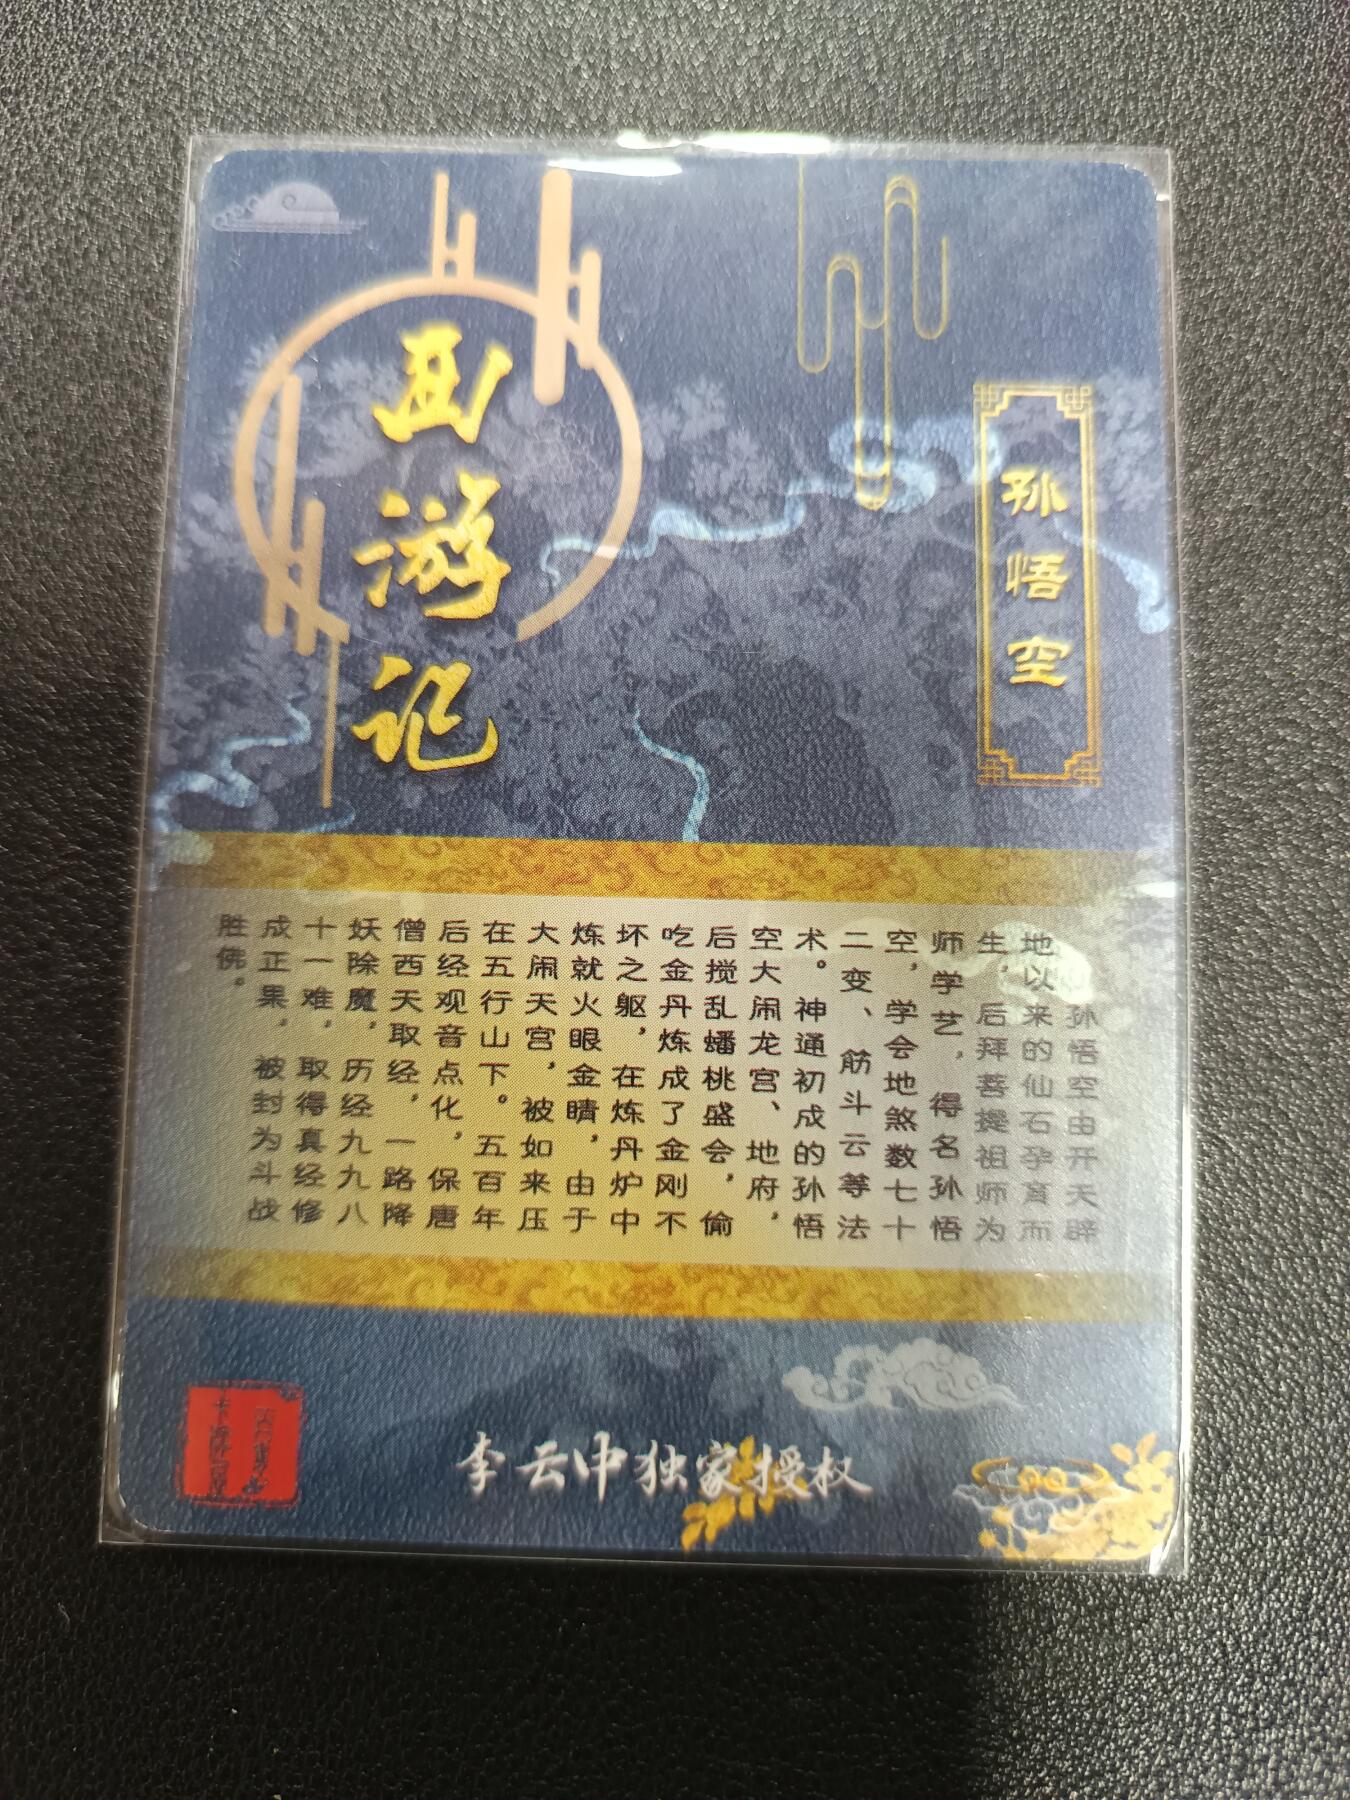 西游记
孙悟空
孙悟空由开天辟
地以来的仙石孕育而
生，后拜菩提祖师为
师学艺，得名孙悟
空，学会地煞数七十
二变、筋斗云等法
术。神通初成的孙悟
空大闹龙宫、地府，
后搅乱蟠桃盛会，偷
吃金丹炼成了金刚不
坏之躯，在炼丹炉中
炼就火眼金睛，由于
大闹天宫，被如来压
在五行山下。五百年
后经观音点化，保唐
僧西天取经，一路降
妖除魔，历经九九八
十一难，取得真经修
成正果，被封为斗战
胜佛。
李云中独家授权